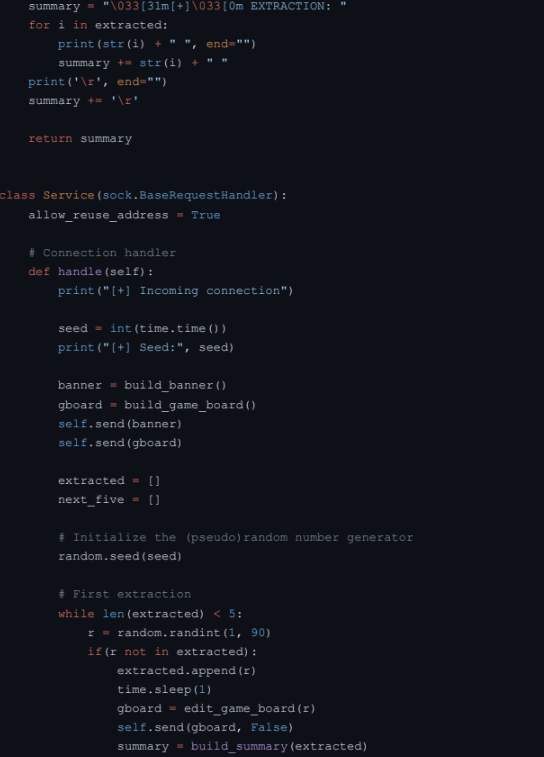 summary = "\033[31m[+]\033[0m EXTRACTION: "
    for i in extracted:
        print(str(i) + " ", end="")
        summary += str(i) + " "
    print('\r', end="")
    summary += '\r'

    return summary


class Service(sock.BaseRequestHandler):
    allow_reuse_address = True

    # Connection handler
    def handle(self):
        print("[+] Incoming connection")

        seed = int(time.time())
        print("[+] Seed:", seed)

        banner = build_banner()
        gboard = build_game_board()
        self.send(banner)
        self.send(gboard)

        extracted = []
        next_five = []

        # Initialize the (pseudo)random number generator
        random.seed(seed)

        # First extraction
        while len(extracted) < 5:
            r = random.randint(1, 90)
            if(r not in extracted):
                extracted.append(r)
                time.sleep(1)
                gboard = edit_game_board(r)
                self.send(gboard, False)
                summary = build_summary(extracted)